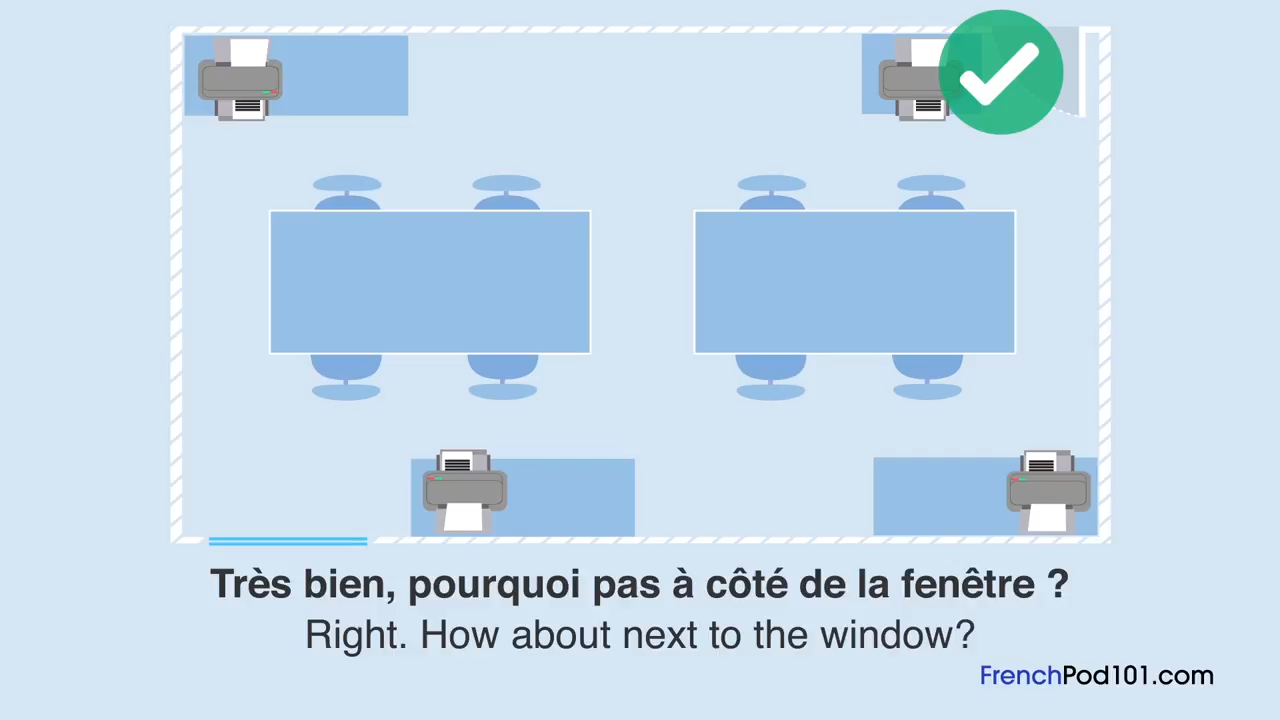 Très bien, pourquoi pas à côté de la fenêtre ?
Right. How about next to the window?
FrenchPod101.com